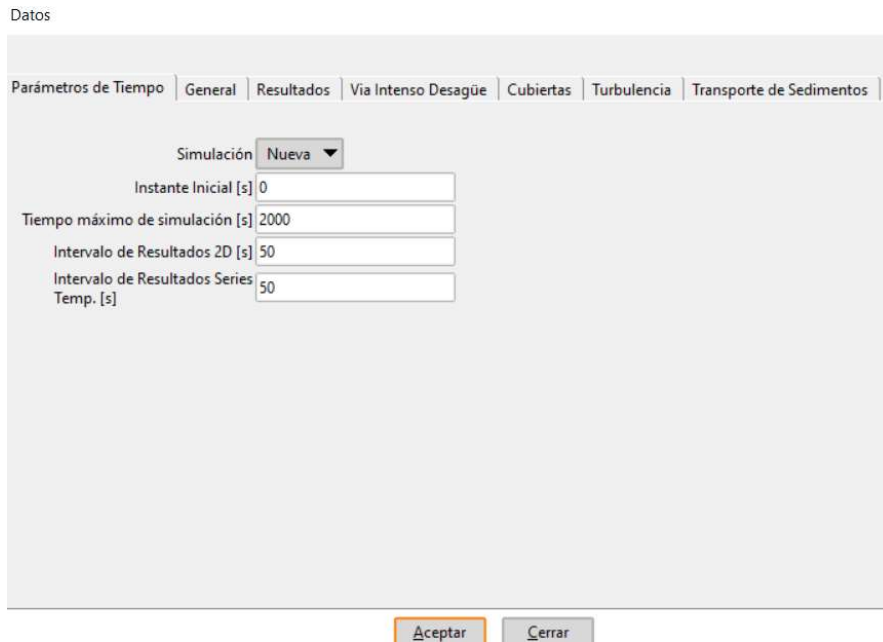 Datos
Parámetros de Tiempo General Resultados Via Intenso Desagüe Cubiertas Turbulencia Transporte de Sedimentos
Simulación Nueva
Instante Inicial [s] 0
Tiempo máximo de simulación [s] 2000
Intervalo de Resultados 2D [s] 50
Intervalo de Resultados Series
Temp. [s] 50
Aceptar Cerrar